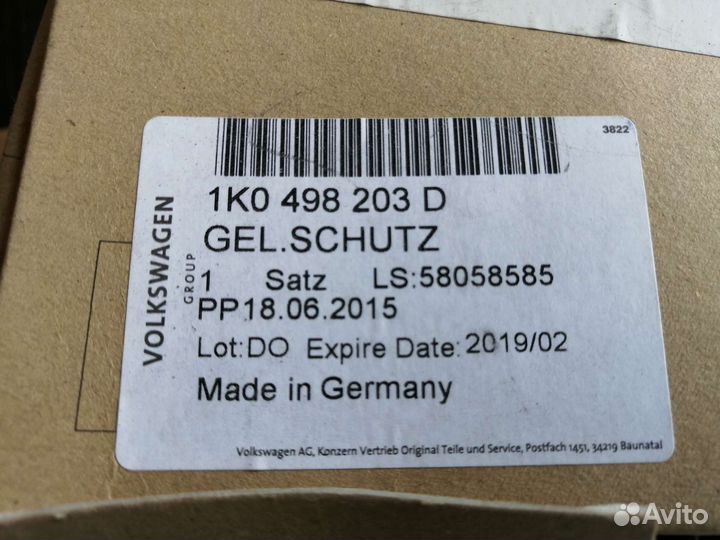 3822
1K0 498 203 D
GEL.SCHUTZ
1 Satz LS:58058585
PP18.06.2015
Lot:DO Expire Date: 2019/02
Made in Germany
VOLKSWAGEN
GROUP
Volkswagen AG, Konzern Vertrieb Original Teile und Service, Postfach 1451, 34219 Baunatal
Avito